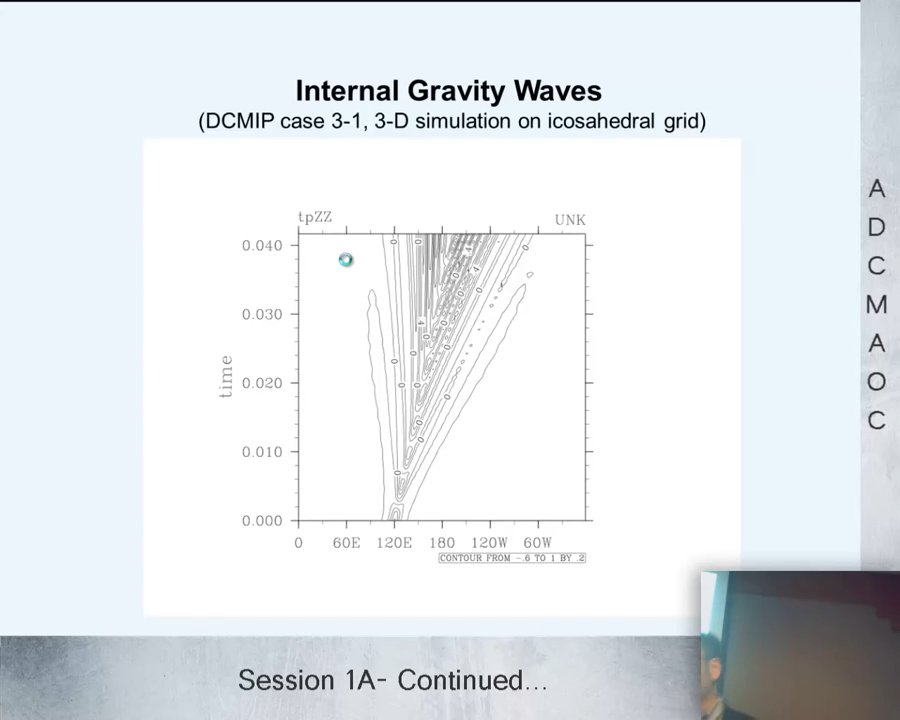 Internal Gravity Waves
(DCMIP case 3-1, 3-D simulation on icosahedral grid)
tpZZ
UNK
0.040
0.030
0.020
0.010
0.000
time
0 60E 120E 180 120W 60W
CONTOUR FROM -.6 TO 1 BY .2
A
D
C
M
A
O
C
Session 1A- Continued...